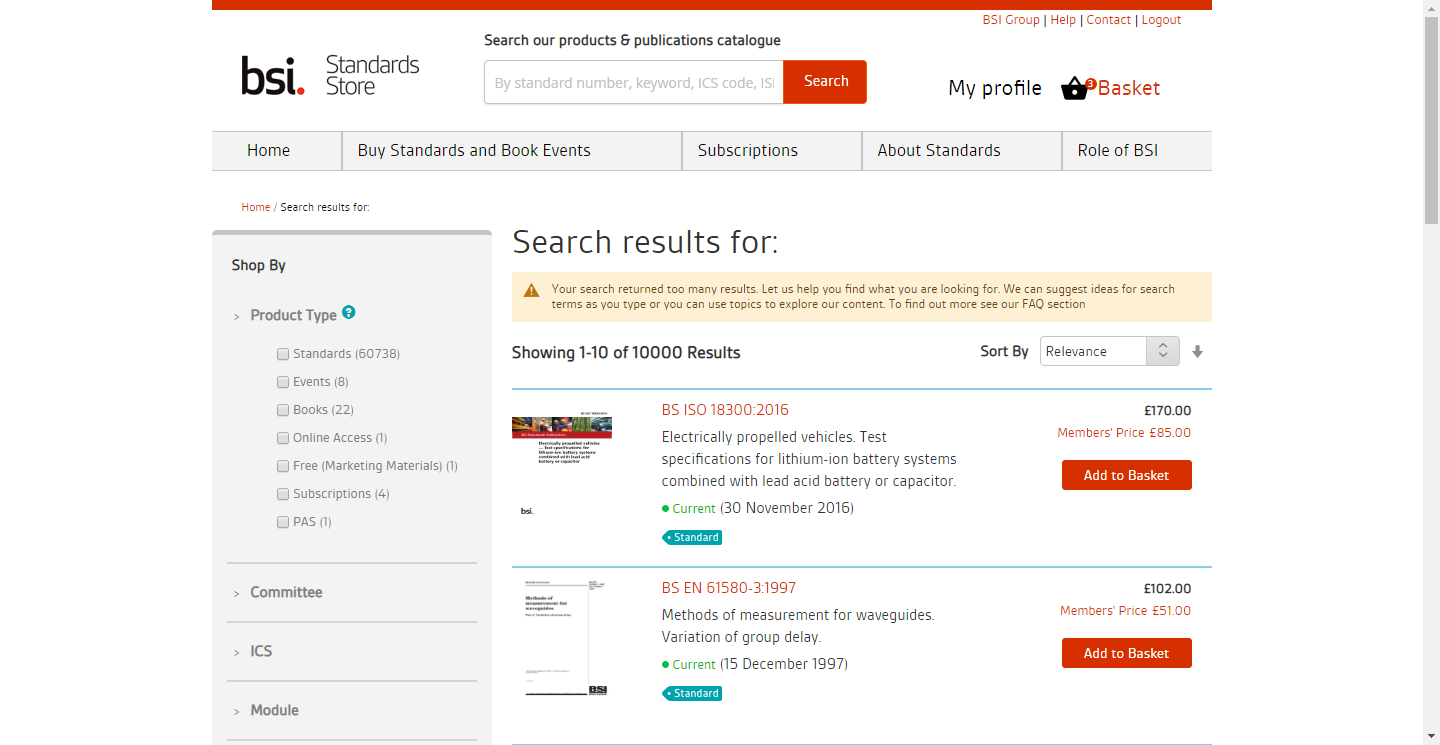 BSI Group | Help | Contact | Logout
Search our products & publications catalogue
bsi. Standards Store
By standard number, keyword, ICS code, ISI
Search
My profile
3 Basket
Home
Buy Standards and Book Events
Subscriptions
About Standards
Role of BSI
Home / Search results for:
Shop By
> Product Type ?
Standards (60738)
Events (8)
Books (22)
Online Access (1)
Free (Marketing Materials) (1)
Subscriptions (4)
PAS (1)
> Committee
> ICS
> Module
Search results for:
Your search returned too many results. Let us help you find what you are looking for. We can suggest ideas for search
terms as you type or you can use topics to explore our content. To find out more see our FAQ section
Showing 1-10 of 10000 Results
Sort By
Relevance
Electrically propelled vehicles
— Test specifications for
lithium-ion battery systems
combined with lead acid
battery or capacitor
bsi.
BS ISO 18300:2016
Electrically propelled vehicles. Test
specifications for lithium-ion battery systems
combined with lead acid battery or capacitor.
Current (30 November 2016)
Standard
£170.00
Members' Price £85.00
Add to Basket
Methods of
measurement for
waveguides
BSI
BS EN 61580-3:1997
Methods of measurement for waveguides.
Variation of group delay.
Current (15 December 1997)
Standard
£102.00
Members' Price £51.00
Add to Basket